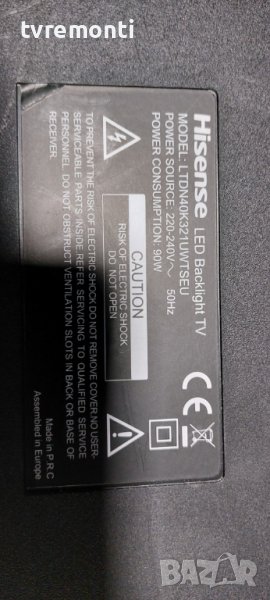 tvremonti
Hisense LED Backlight TV
MODEL: LTDN40K321UWTSEU
POWER SOURCE: 220-240V~ 50Hz
POWER CONSUMPTION: 90W
CAUTION
RISK OF ELECTRIC SHOCK
DO NOT OPEN
TO PREVENT THE RISK OF ELECTRIC SHOCK DO NOT REMOVE COVER.NO USER-
SERVICEABLE PARTS INSIDE REFER SERVICING TO QUALIFIED SERVICE
PERSONNEL. DO NOT OBSTRUCT VENTILATION SLOTS IN BACK OR BASE OF
RECEIVER.
CE
Made in P.R.C
Assembled in Europe
BAZAR
bg